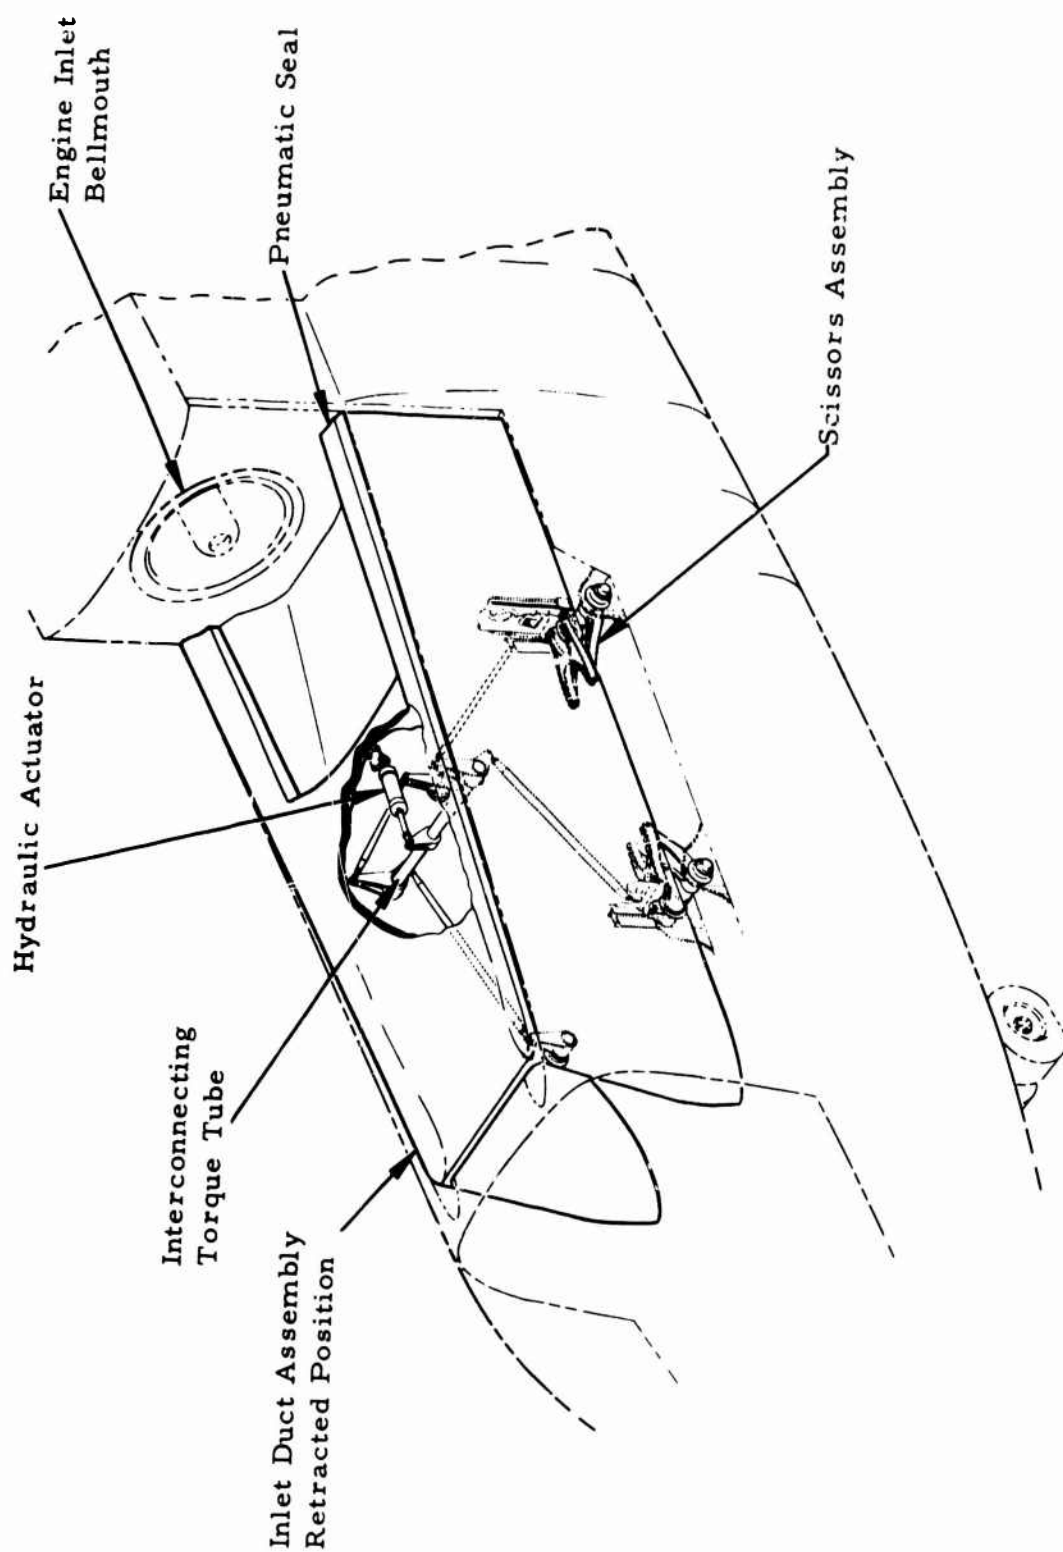 Engine Inlet
Bellmouth
Pneumatic Seal
Hydraulic Actuator
Scissors Assembly
Interconnecting
Torque Tube
Inlet Duct Assembly
Retracted Position